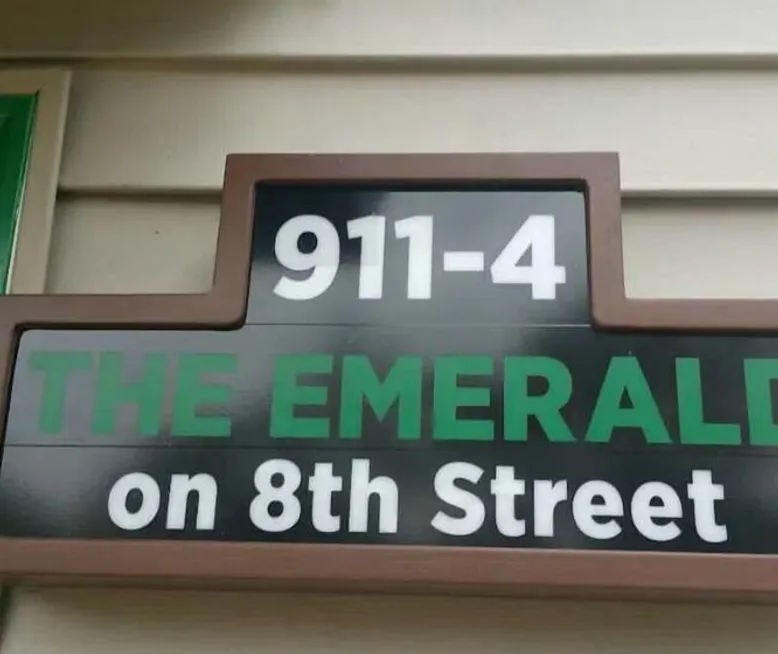 911-4
THE EMERALD
on 8th Street